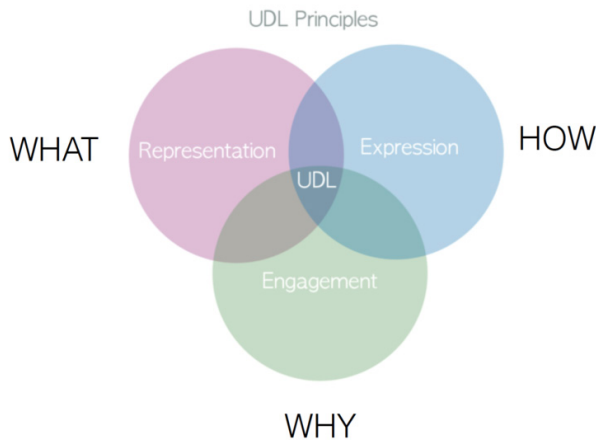 UDL Principles
WHAT
Representation
Expression
HOW
UDL
Engagement
WHY